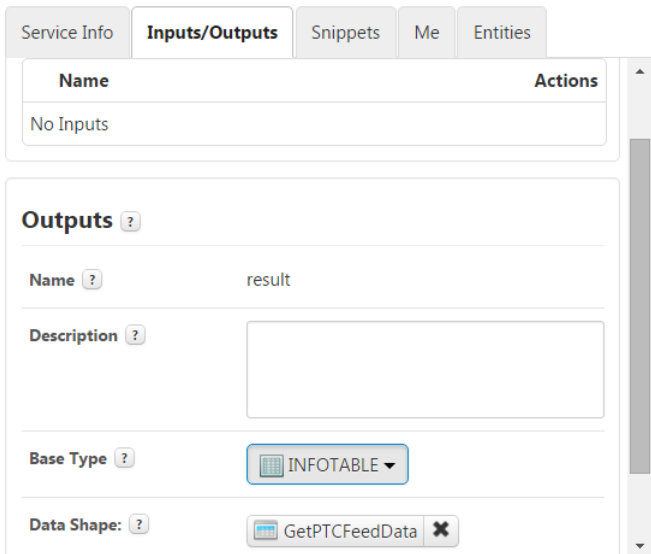 Service Info Inputs/Outputs Snippets Me Entities
Name Actions
No Inputs
Outputs ?
Name ? result
Description ?
Base Type ? INFOTABLE
Data Shape: ? GetPTCFeedData